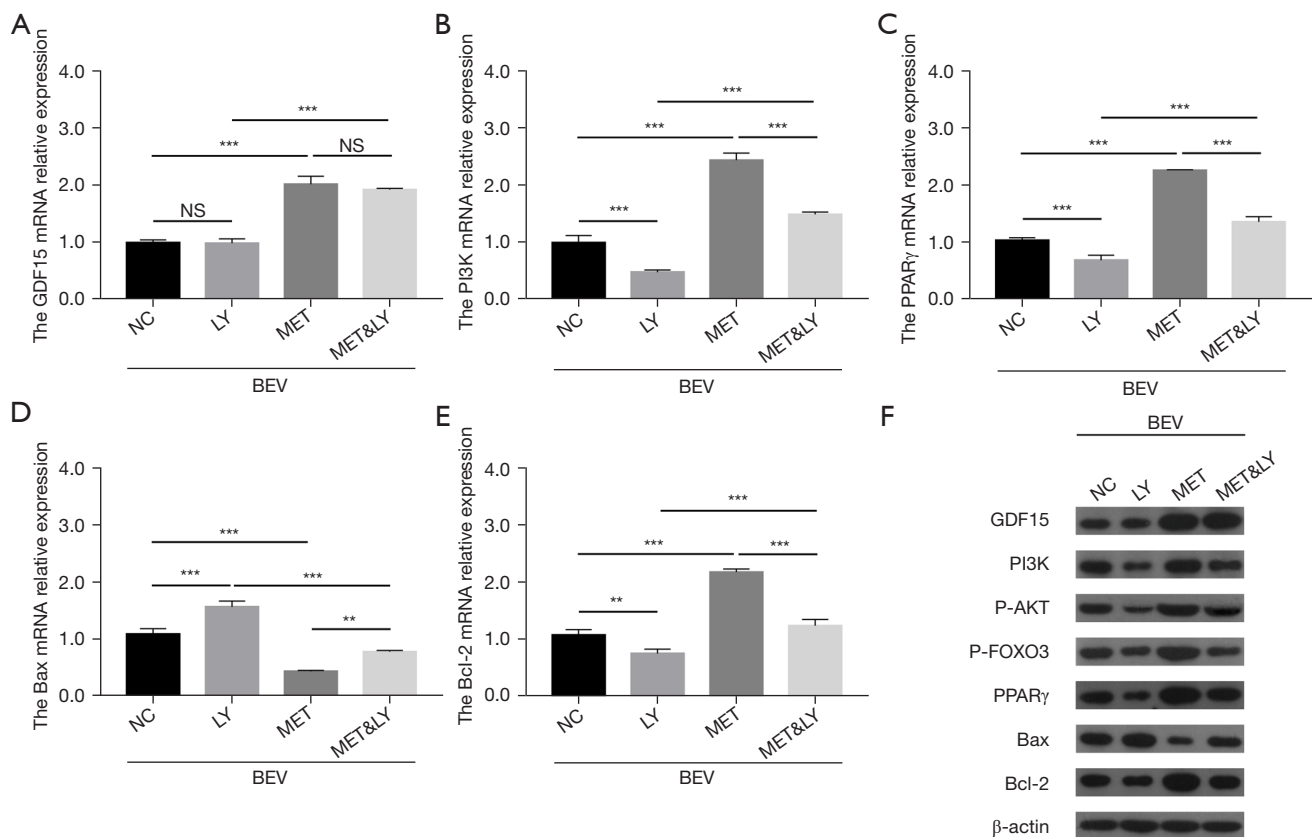 A
The GDF15 mRNA relative expression
4.0
3.0
2.0
1.0
0.0
***
***
NS
NS
NC
LY
MET
MET&LY
BEV
B
The PI3K mRNA relative expression
4.0
3.0
2.0
1.0
0.0
***
***
***
***
NC
LY
MET
MET&LY
BEV
C
The PPARγ mRNA relative expression
4.0
3.0
2.0
1.0
0.0
***
***
***
***
NC
LY
MET
MET&LY
BEV
D
The Bax mRNA relative expression
4.0
3.0
2.0
1.0
0.0
***
***
***
**
NC
LY
MET
MET&LY
BEV
E
The Bcl-2 mRNA relative expression
4.0
3.0
2.0
1.0
0.0
***
***
***
**
NC
LY
MET
MET&LY
BEV
F
BEV
NC LY MET MET&LY
GDF15
PI3K
P-AKT
P-FOXO3
PPARγ
Bax
Bcl-2
β-actin